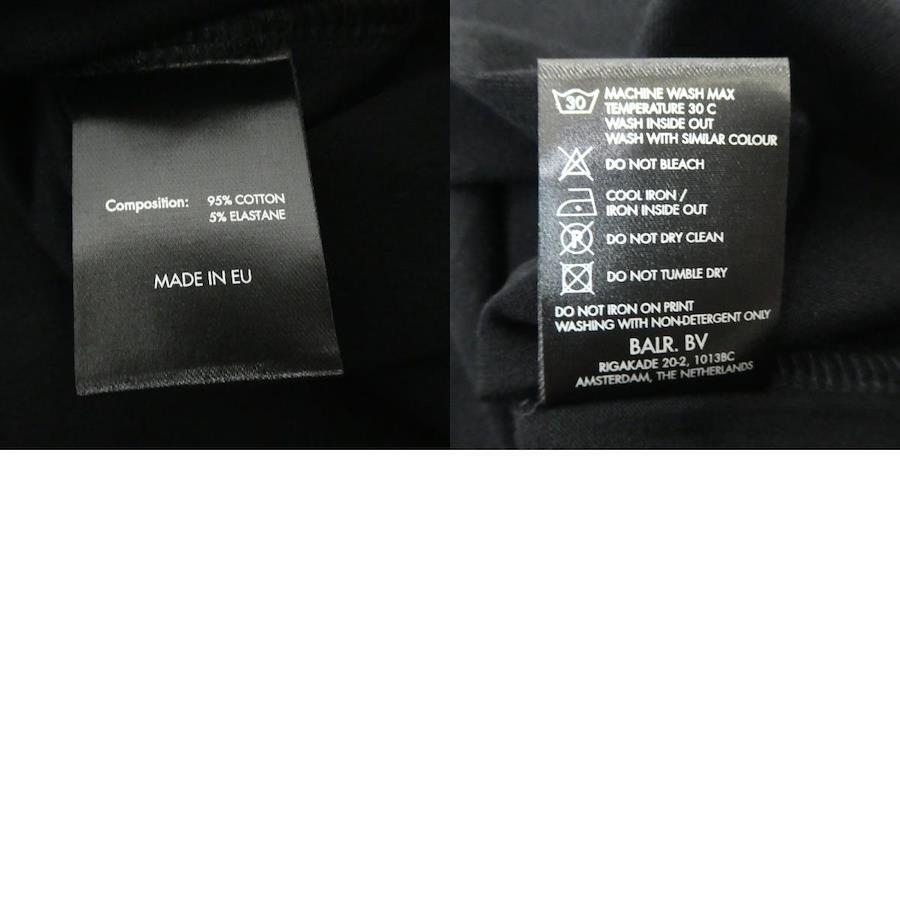 Composition: 95% COTTON
5% ELASTANE
MADE IN EU
30
MACHINE WASH MAX
TEMPERATURE 30 C
WASH INSIDE OUT
WASH WITH SIMILAR COLOUR
DO NOT BLEACH
COOL IRON /
IRON INSIDE OUT
P DO NOT DRY CLEAN
DO NOT TUMBLE DRY
DO NOT IRON ON PRINT
WASHING WITH NON-DETERGENT ONLY
BALR. BV
RIGAKADE 20-2, 1013BC
AMSTERDAM, THE NETHERLANDS